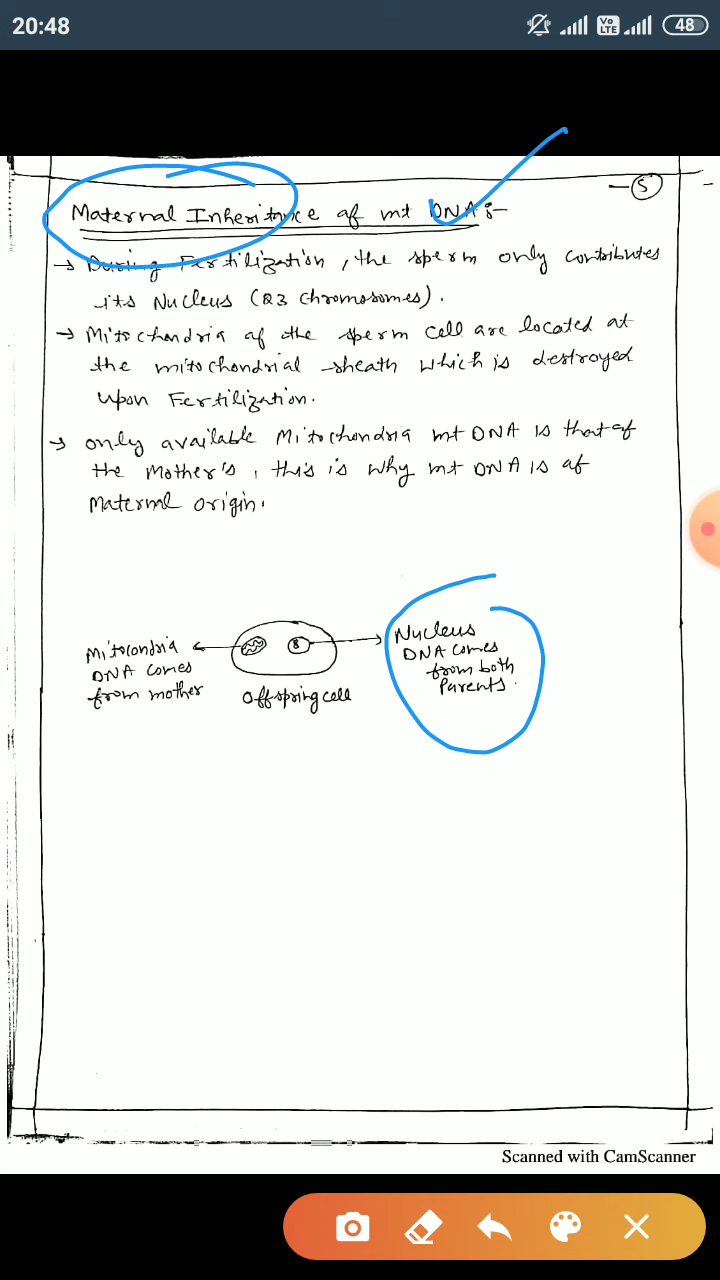 20:48
Vo LTE
48
5
Maternal Inheritance of mt DNA :-
→ During Fertilization, the sperm only contributes
its Nucleus (23 chromosomes).
→ Mitochondria of the sperm cell are located at
the mitochondrial sheath which is destroyed
upon Fertilization.
→ only available Mitochondria mt DNA is that of
the Mother's, this is why mt DNA is of
Maternal origin.
Mitocondria
DNA comes
from mother
offspring cell
Nucleus
DNA comes
from both
Parents.
Scanned with CamScanner